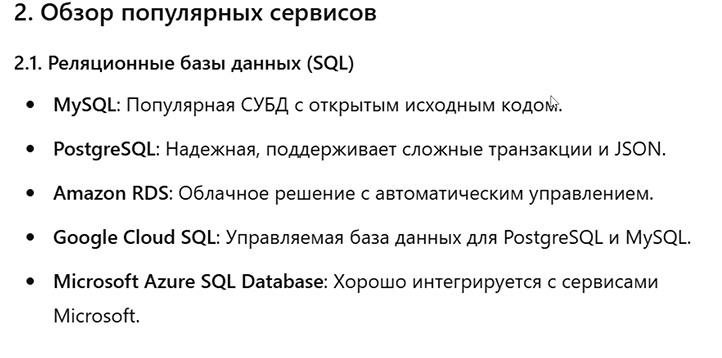 2. Обзор популярных сервисов
2.1. Реляционные базы данных (SQL)
• MySQL: Популярная СУБД с открытым исходным кодом.
• PostgreSQL: Надежная, поддерживает сложные транзакции и JSON.
• Amazon RDS: Облачное решение с автоматическим управлением.
• Google Cloud SQL: Управляемая база данных для PostgreSQL и MySQL.
• Microsoft Azure SQL Database: Хорошо интегрируется с сервисами
Microsoft.